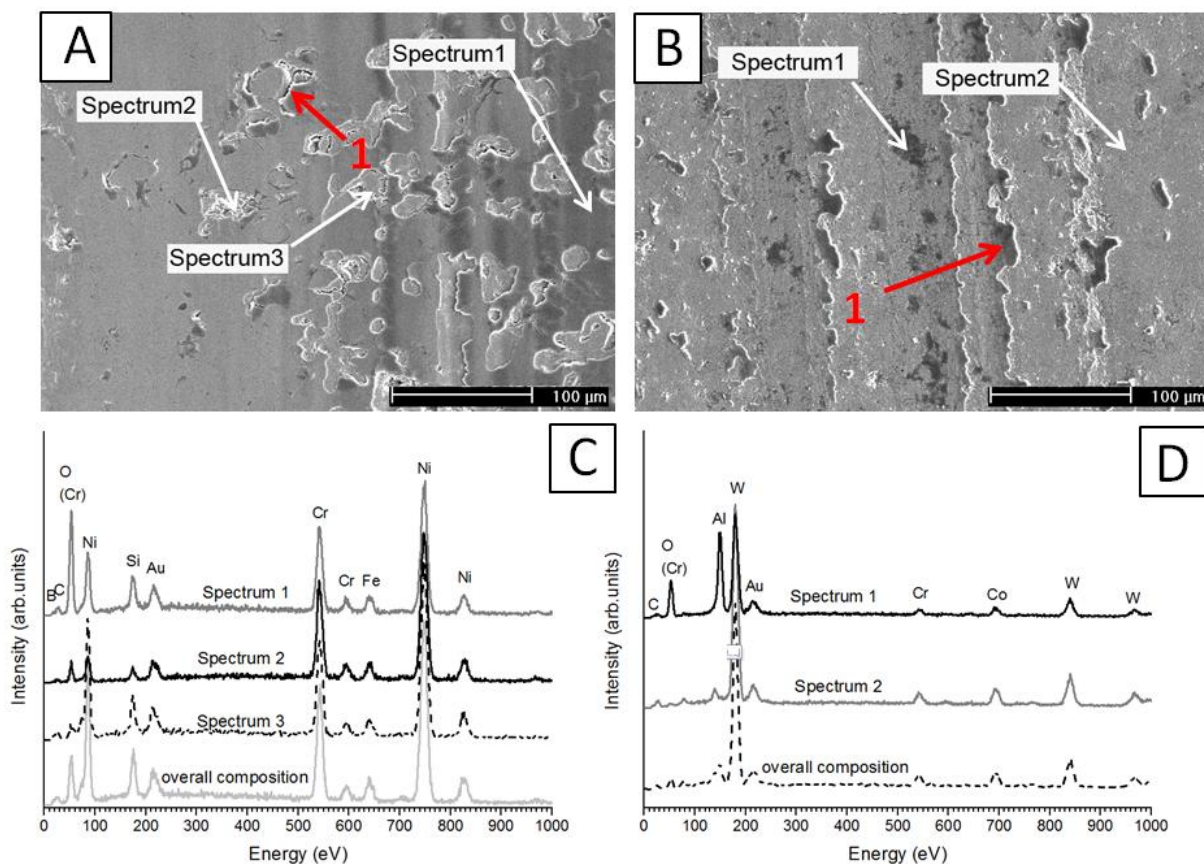 A
Spectrum1
Spectrum2
1
Spectrum3
100 µm
B
Spectrum1
Spectrum2
1
100 µm
C
Intensity (arb.units)
O
(Cr)
B
C
Ni
Si
Au
Cr
Cr
Fe
Ni
Ni
Spectrum 1
Spectrum 2
Spectrum 3
overall composition
0 100 200 300 400 500 600 700 800 900 1000
Energy (eV)
D
Intensity (arb.units)
O
(Cr)
C
Al
W
Au
Cr
Co
W
W
Spectrum 1
Spectrum 2
overall composition
0 100 200 300 400 500 600 700 800 900 1000
Energy (eV)